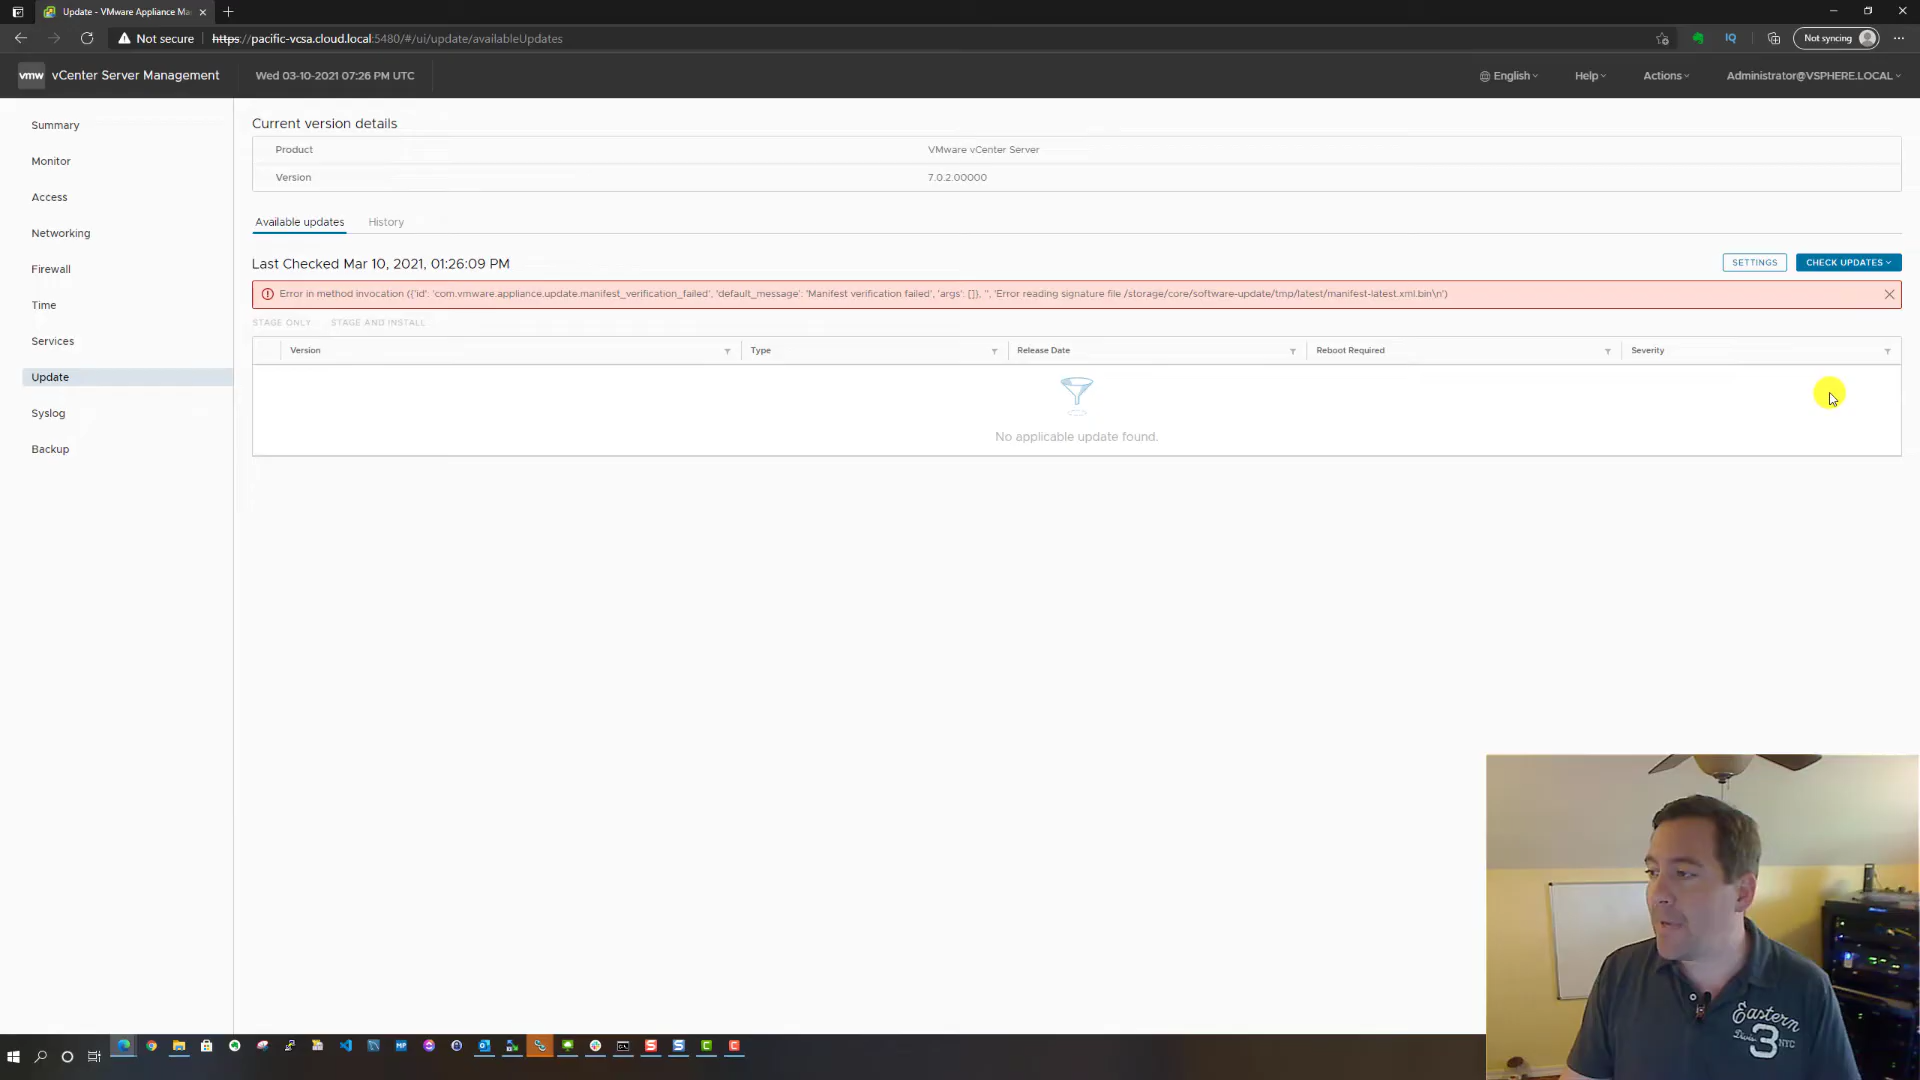 Update - VMware Appliance Ma
Not secure
https://pacific-vcsa.cloud.local:5480/#/ui/update/availableUpdates
IQ
Not syncing
vmw
vCenter Server Management
Wed 03-10-2021 07:26 PM UTC
English
Help
Actions
Administrator@VSPHERE.LOCAL
Summary
Monitor
Access
Networking
Firewall
Time
Services
Update
Syslog
Backup
Current version details
Product
VMware vCenter Server
Version
7.0.2.00000
Available updates
History
Last Checked Mar 10, 2021, 01:26:09 PM
SETTINGS
CHECK UPDATES
Error in method invocation ({'id': 'com.vmware.appliance.update.manifest_verification_failed', 'default_message': 'Manifest verification failed', 'args': []}, '', 'Error reading signature file /storage/core/software-update/tmp/latest/manifest-latest.xml.bin\n')
STAGE ONLY
STAGE AND INSTALL
Version
Type
Release Date
Reboot Required
Severity
No applicable update found.
MP
Eastern
Division
3
NYC